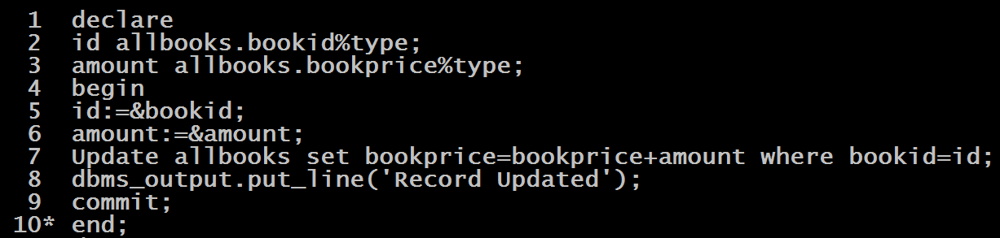 1 declare
2 id allbooks.bookid%type;
3 amount allbooks.bookprice%type;
4 begin
5 id:=&bookid;
6 amount:=&amount;
7 Update allbooks set bookprice=bookprice+amount where bookid=id;
8 dbms_output.put_line('Record Updated');
9 commit;
10* end;